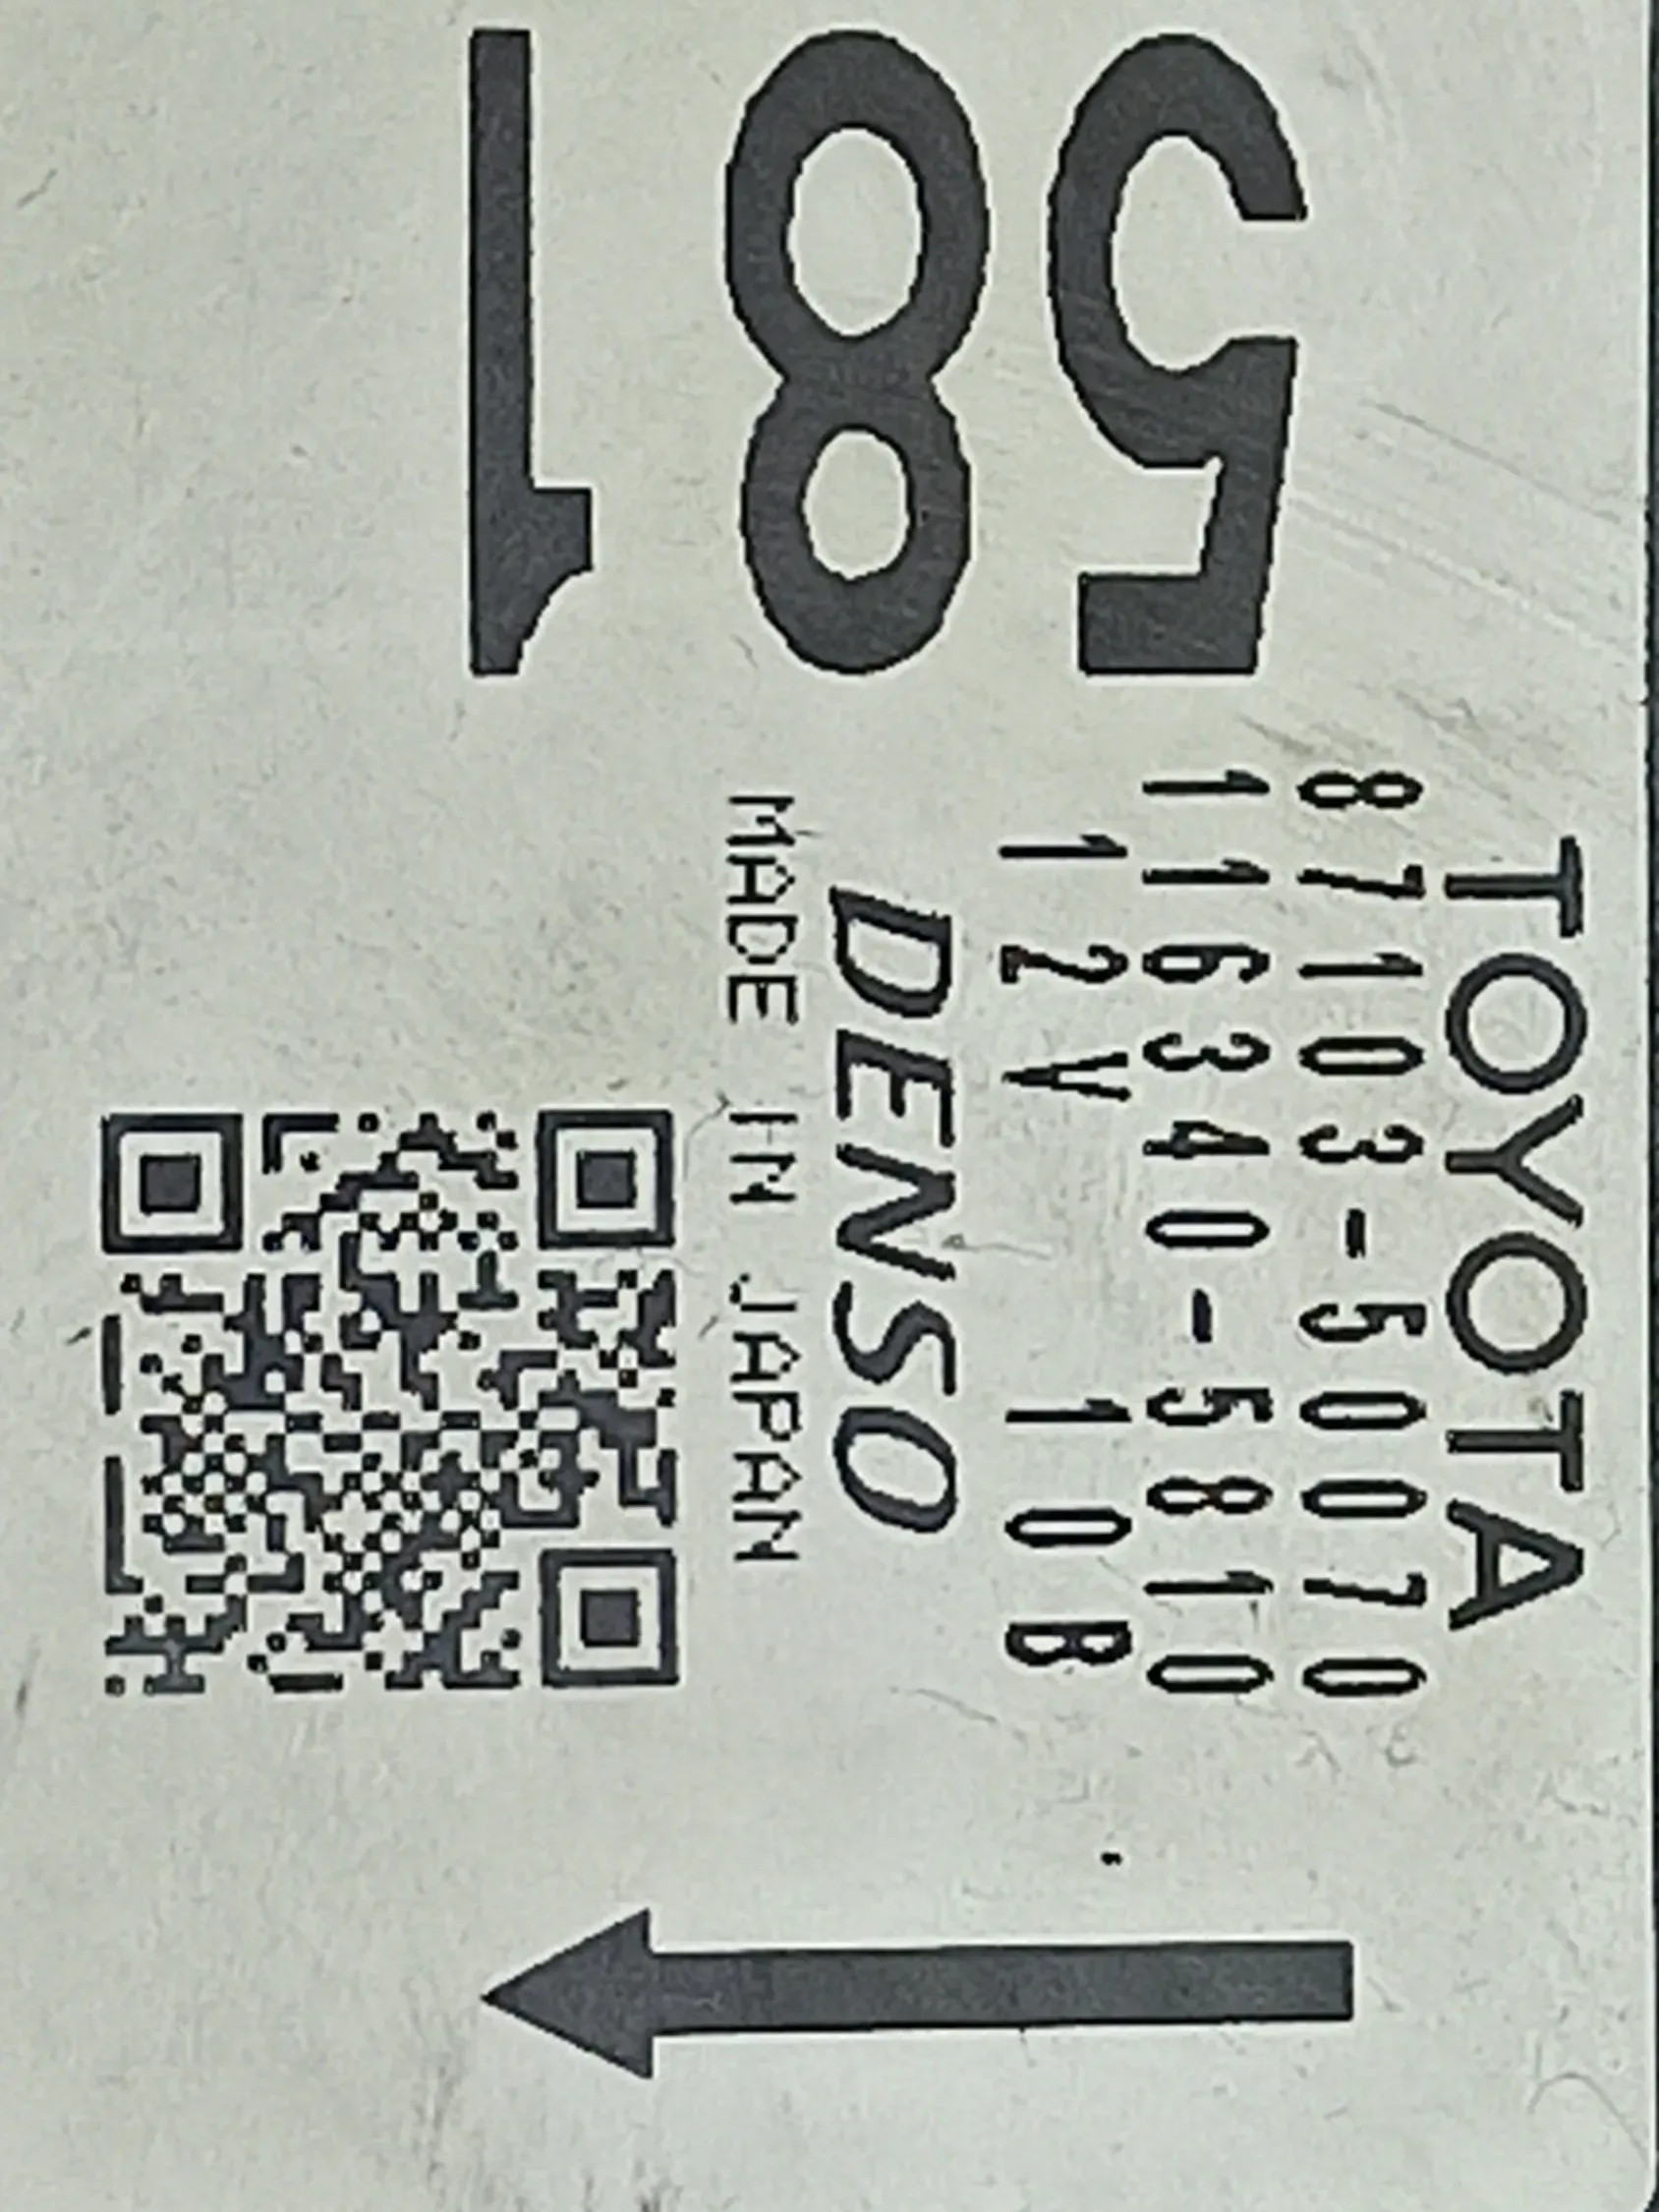 581
TOYOTA
87103-50070
116340-5810
12V 10B
DENSO
MADE IN JAPAN